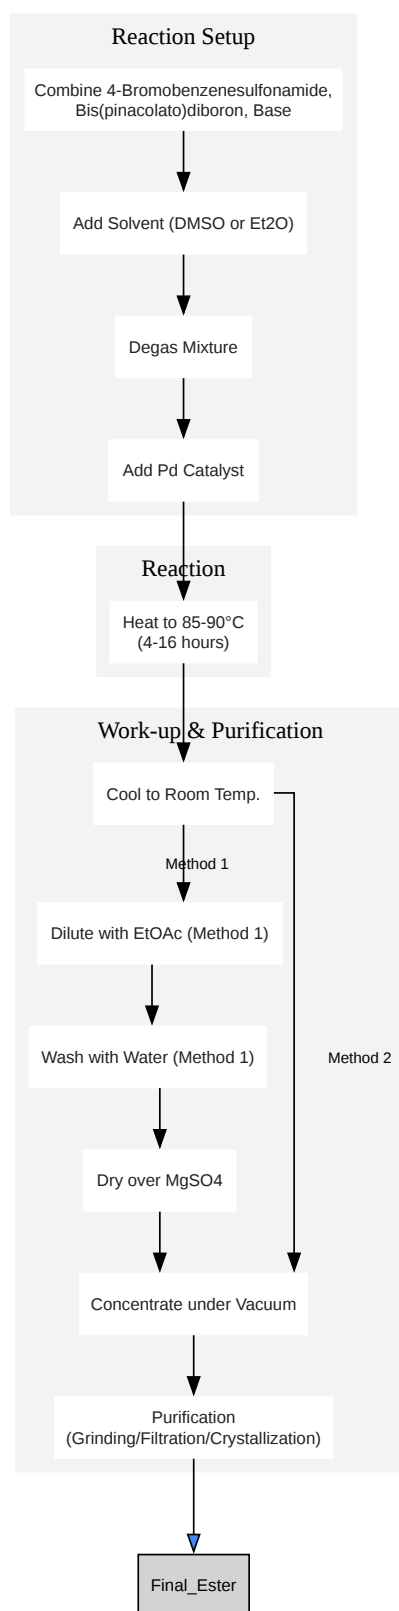 Reaction Setup
Combine 4-Bromobenzenesulfonamide,
Bis(pinacolato)diboron, Base
Add Solvent (DMSO or Et2O)
Degas Mixture
Add Pd Catalyst
Reaction
Heat to 85-90°C
(4-16 hours)
Work-up & Purification
Cool to Room Temp.
Method 1
Dilute with EtOAc (Method 1)
Wash with Water (Method 1)
Method 2
Dry over MgSO4
Concentrate under Vacuum
Purification
(Grinding/Filtration/Crystallization)
Final_Ester